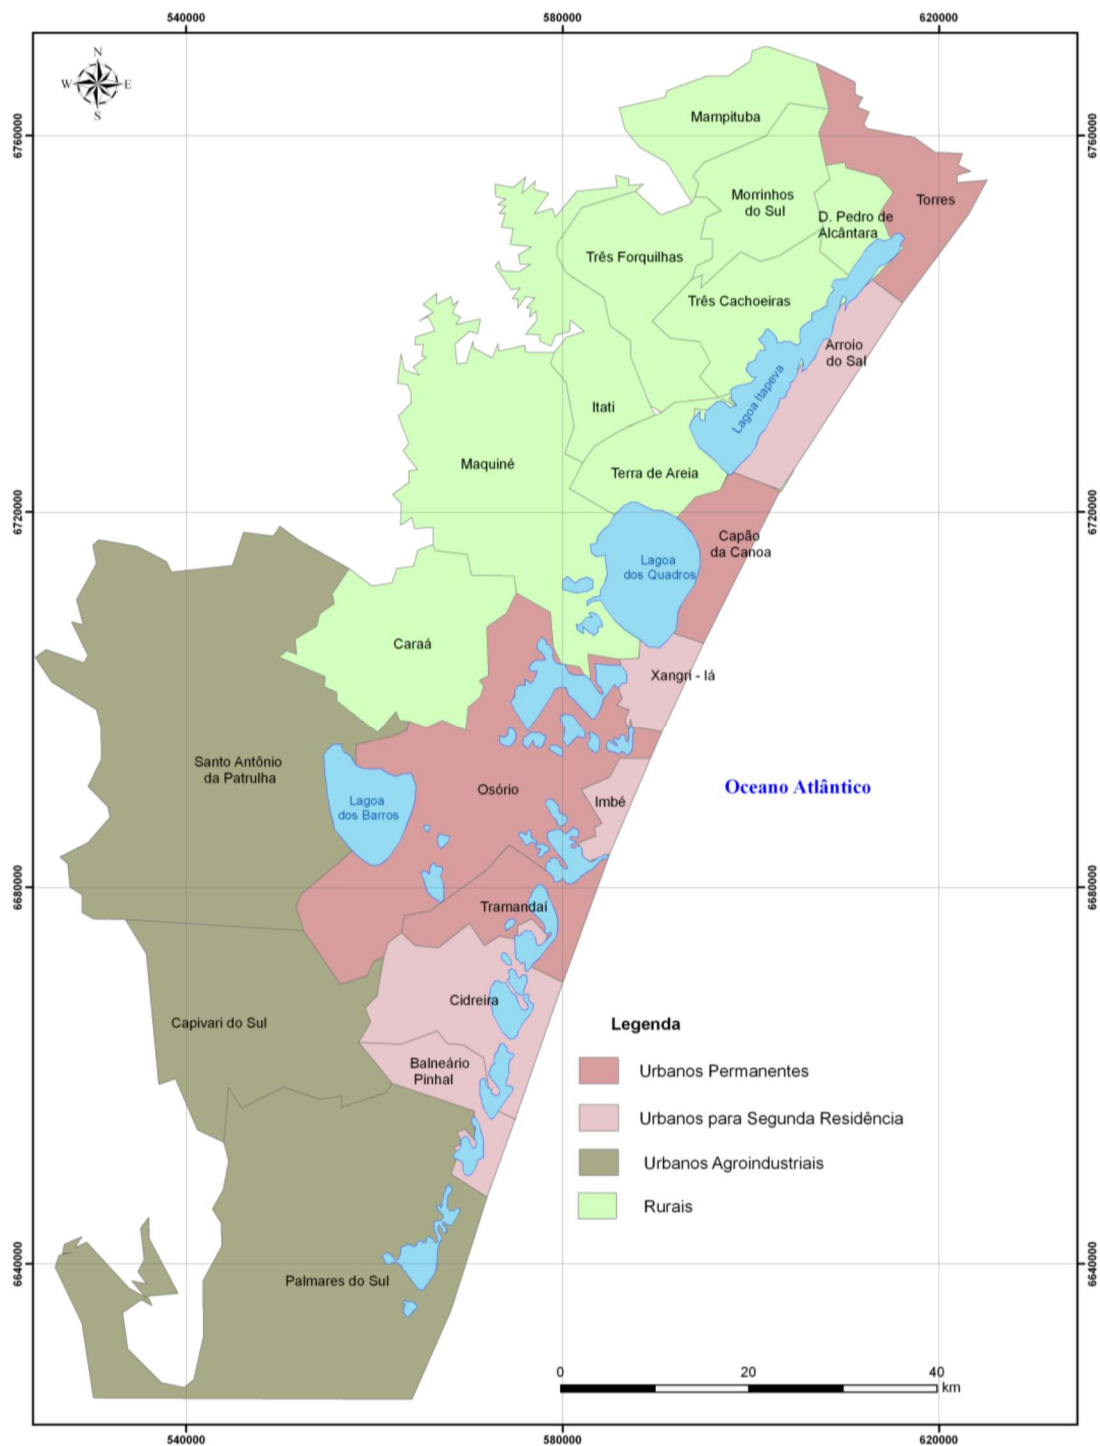 540000
580000
620000
N
W
E
S
6760000
6760000
Mampituba
Morrinhos
do Sul
Torres
D. Pedro de
Alcântara
Três Forquilhas
Três Cachoeiras
Arroio
do Sal
Lagoa Itapeva
Itati
Maquiné
Terra de Areia
6720000
6720000
Capão
da Canoa
Lagoa
dos Quadros
Caraá
Xangri - lá
Santo Antônio
da Patrulha
Osório
Oceano Atlântico
Imbé
Lagoa
dos Barros
6680000
6680000
Tramandaí
Cidreira
Capivari do Sul
Legenda
Balneário
Pinhal
Urbanos Permanentes
Urbanos para Segunda Residência
Urbanos Agroindustriais
Rurais
6640000
6640000
Palmares do Sul
0
20
40
km
540000
580000
620000